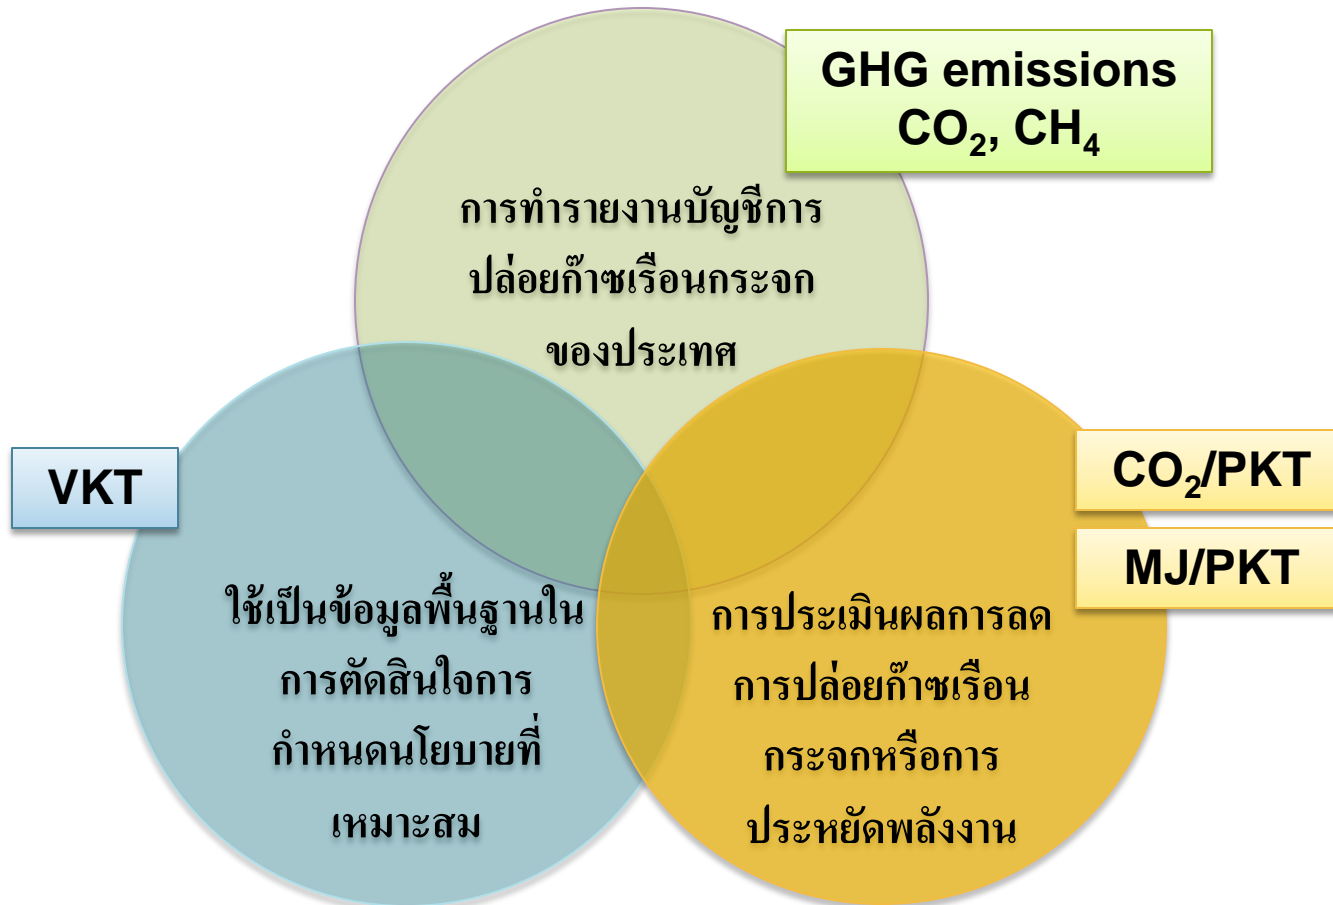 GHG emissions
CO₂, CH₄
การทำรายงานบัญชีการ
ปล่อยก๊าซเรือนกระจก
ของประเทศ
VKT
ใช้เป็นข้อมูลพื้นฐานใน
การตัดสินใจการ
กำหนดนโยบายที่
เหมาะสม
CO₂/PKT
MJ/PKT
การประเมินผลการลด
การปล่อยก๊าซเรือน
กระจกหรือการ
ประหยัดพลังงาน